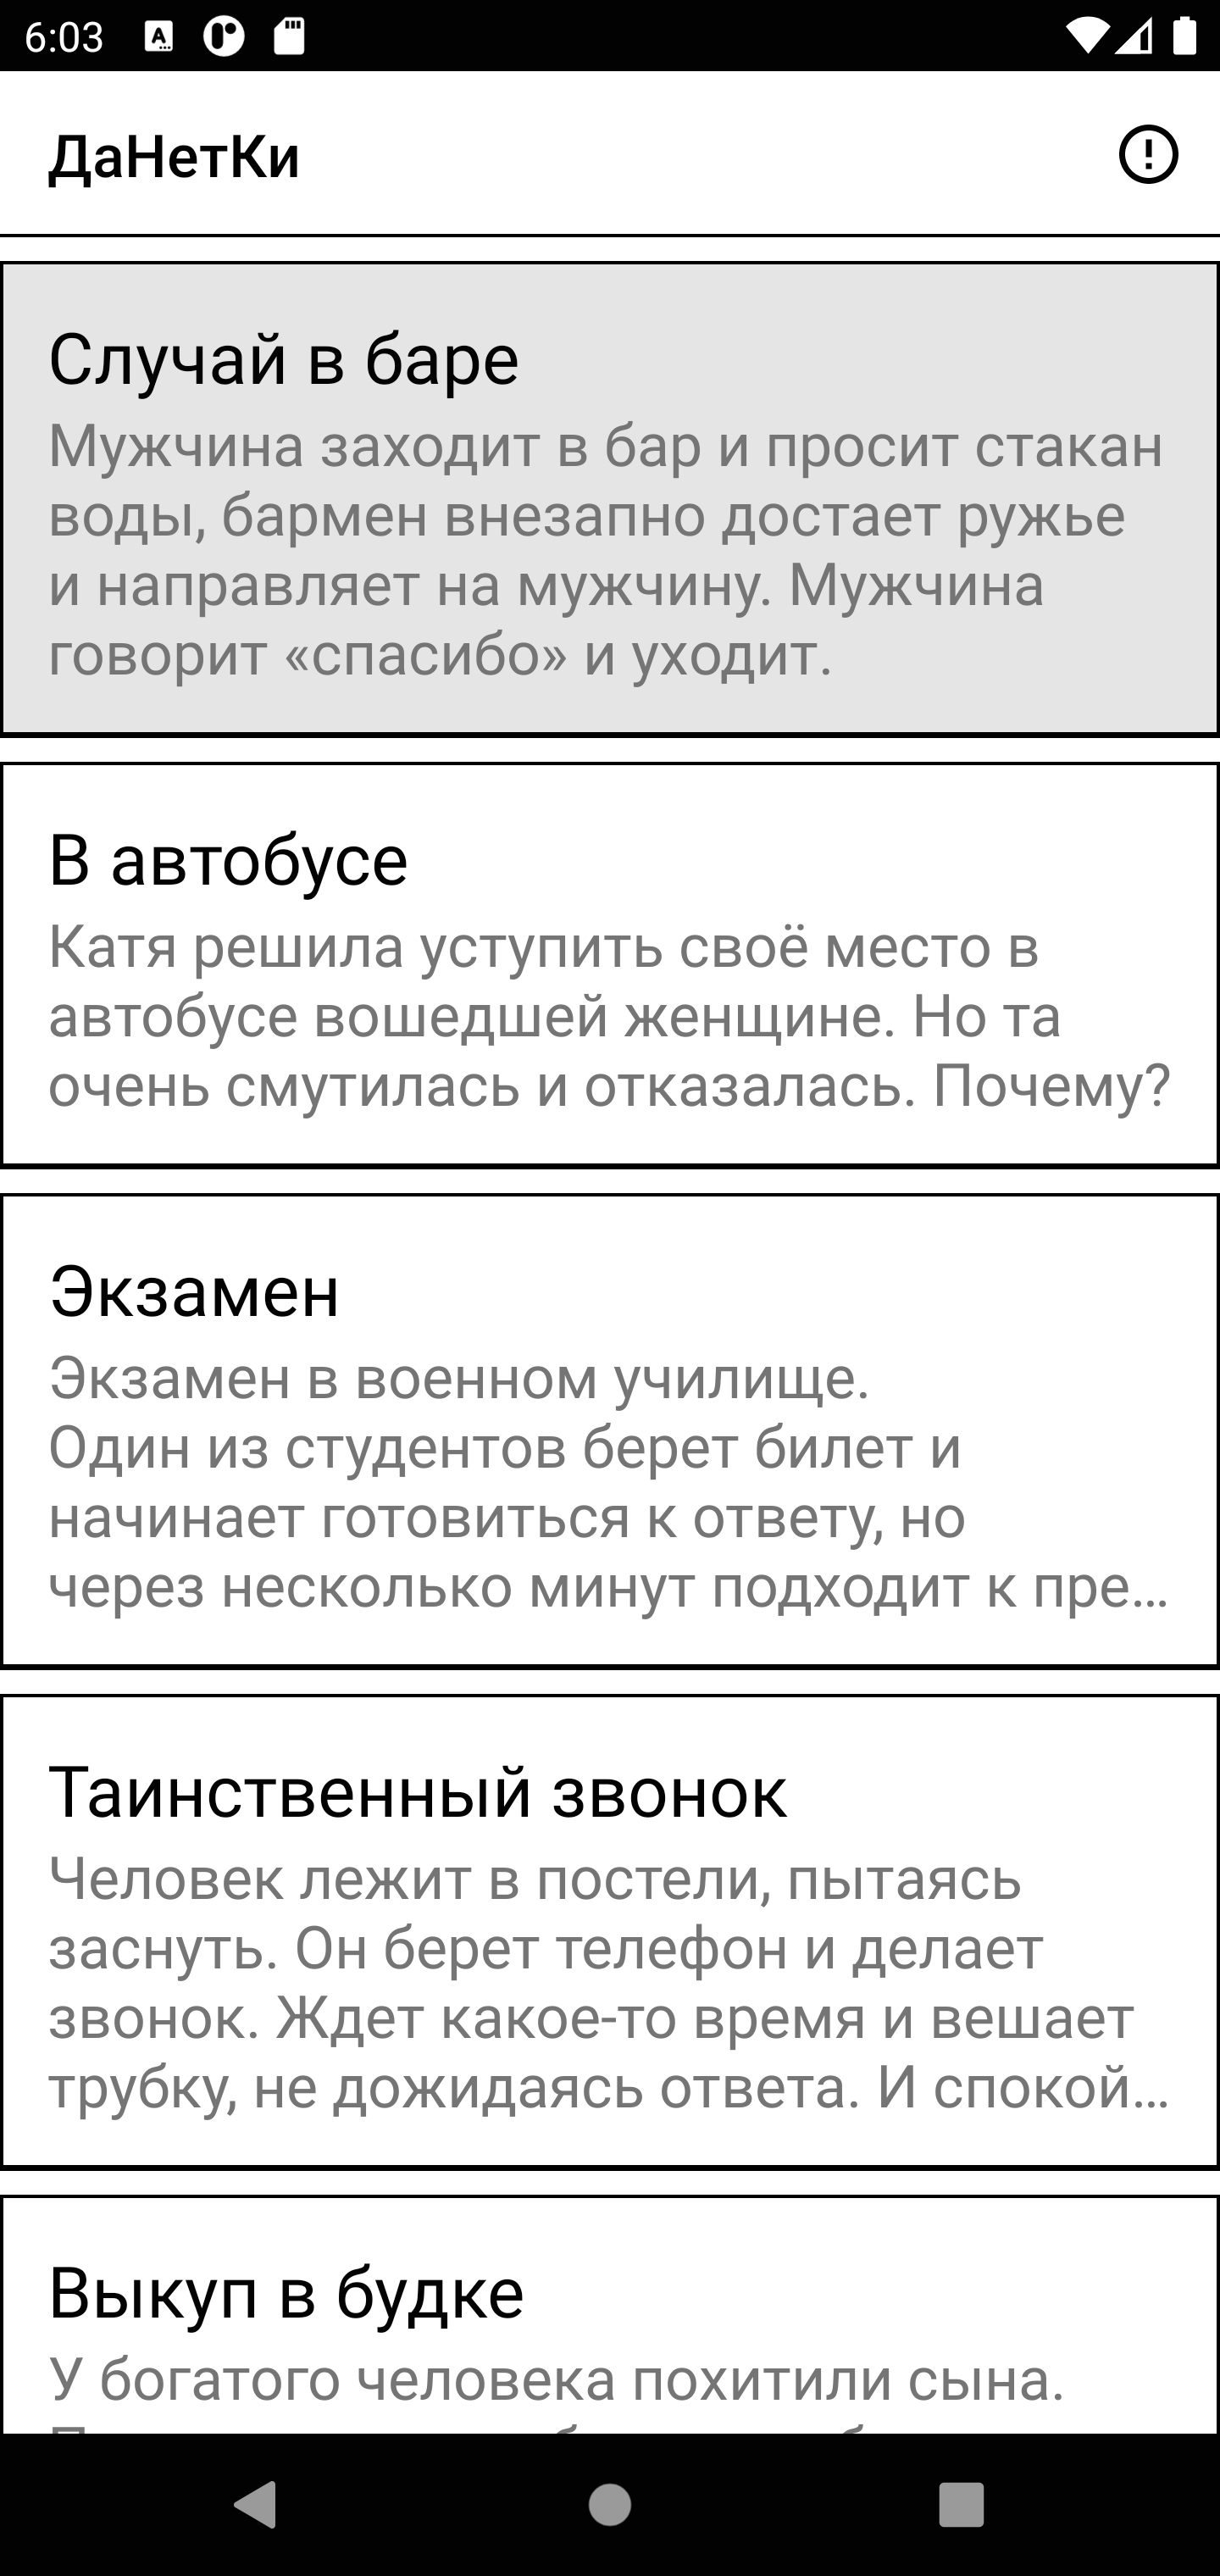 6:03
ДаНетКи
Случай в баре
Мужчина заходит в бар и просит стакан
воды, бармен внезапно достает ружье
и направляет на мужчину. Мужчина
говорит «спасибо» и уходит.
В автобусе
Катя решила уступить своё место в
автобусе вошедшей женщине. Но та
очень смутилась и отказалась. Почему?
Экзамен
Экзамен в военном училище.
Один из студентов берет билет и
начинает готовиться к ответу, но
через несколько минут подходит к пре…
Таинственный звонок
Человек лежит в постели, пытаясь
заснуть. Он берет телефон и делает
звонок. Ждет какое-то время и вешает
трубку, не дожидаясь ответа. И спокой…
Выкуп в будке
У богатого человека похитили сына.